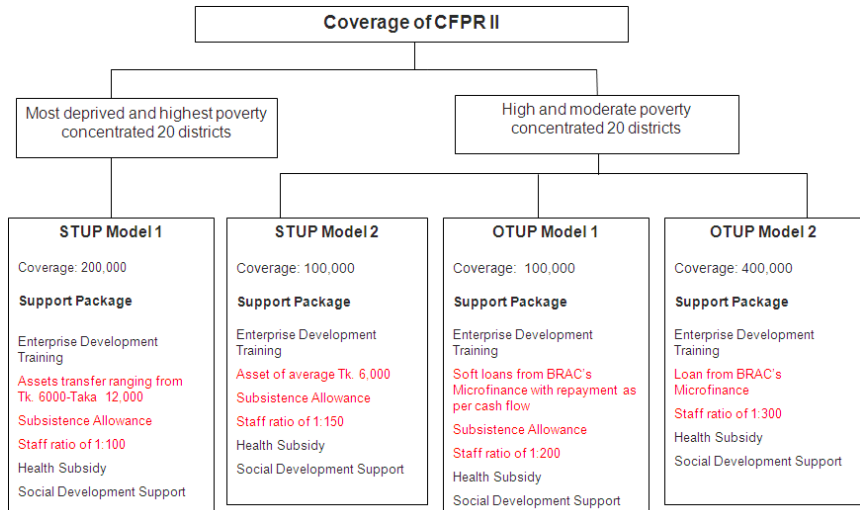 Coverage of CFPR II
Most deprived and highest poverty
concentrated 20 districts
High and moderate poverty
concentrated 20 districts
STUP Model 1
Coverage: 200,000
Support Package
Enterprise Development
Training
Assets transfer ranging from
Tk. 6000-Taka 12,000
Subsistence Allowance
Staff ratio of 1:100
Health Subsidy
Social Development Support
STUP Model 2
Coverage: 100,000
Support Package
Enterprise Development
Training
Asset of average Tk. 6,000
Subsistence Allowance
Staff ratio of 1:150
Health Subsidy
Social Development Support
OTUP Model 1
Coverage: 100,000
Support Package
Enterprise Development
Training
Soft loans from BRAC's
Microfinance with repayment as
per cash flow
Subsistence Allowance
Staff ratio of 1:200
Health Subsidy
Social Development Support
OTUP Model 2
Coverage: 400,000
Support Package
Enterprise Development
Training
Loan from BRAC's
Microfinance
Staff ratio of 1:300
Health Subsidy
Social Development Support